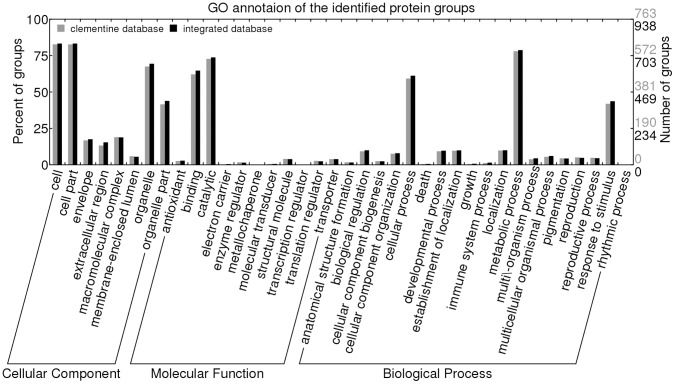 GO annotaion of the identified protein groups
clementine database
integrated database
Percent of groups
100
75
50
25
0
763
938
572
703
381
469
190
234
0
0
Number of groups
cell
cell part
envelope
extracellular region
macromolecular complex
membrane-enclosed lumen
organelle
organelle part
antioxidant
binding
catalytic
electron carrier
enzyme regulator
metallochaperone
molecular transducer
structural molecule
transcription regulator
translation regulator
transporter
anatomical structure formation
biological regulation
cellular component biogenesis
cellular component organization
cellular process
death
developmental process
establishment of localization
growth
immune system process
localization
metabolic process
multi-organism process
multicellular organismal process
pigmentation
reproduction
reproductive process
response to stimulus
rhythmic process
Cellular Component
Molecular Function
Biological Process